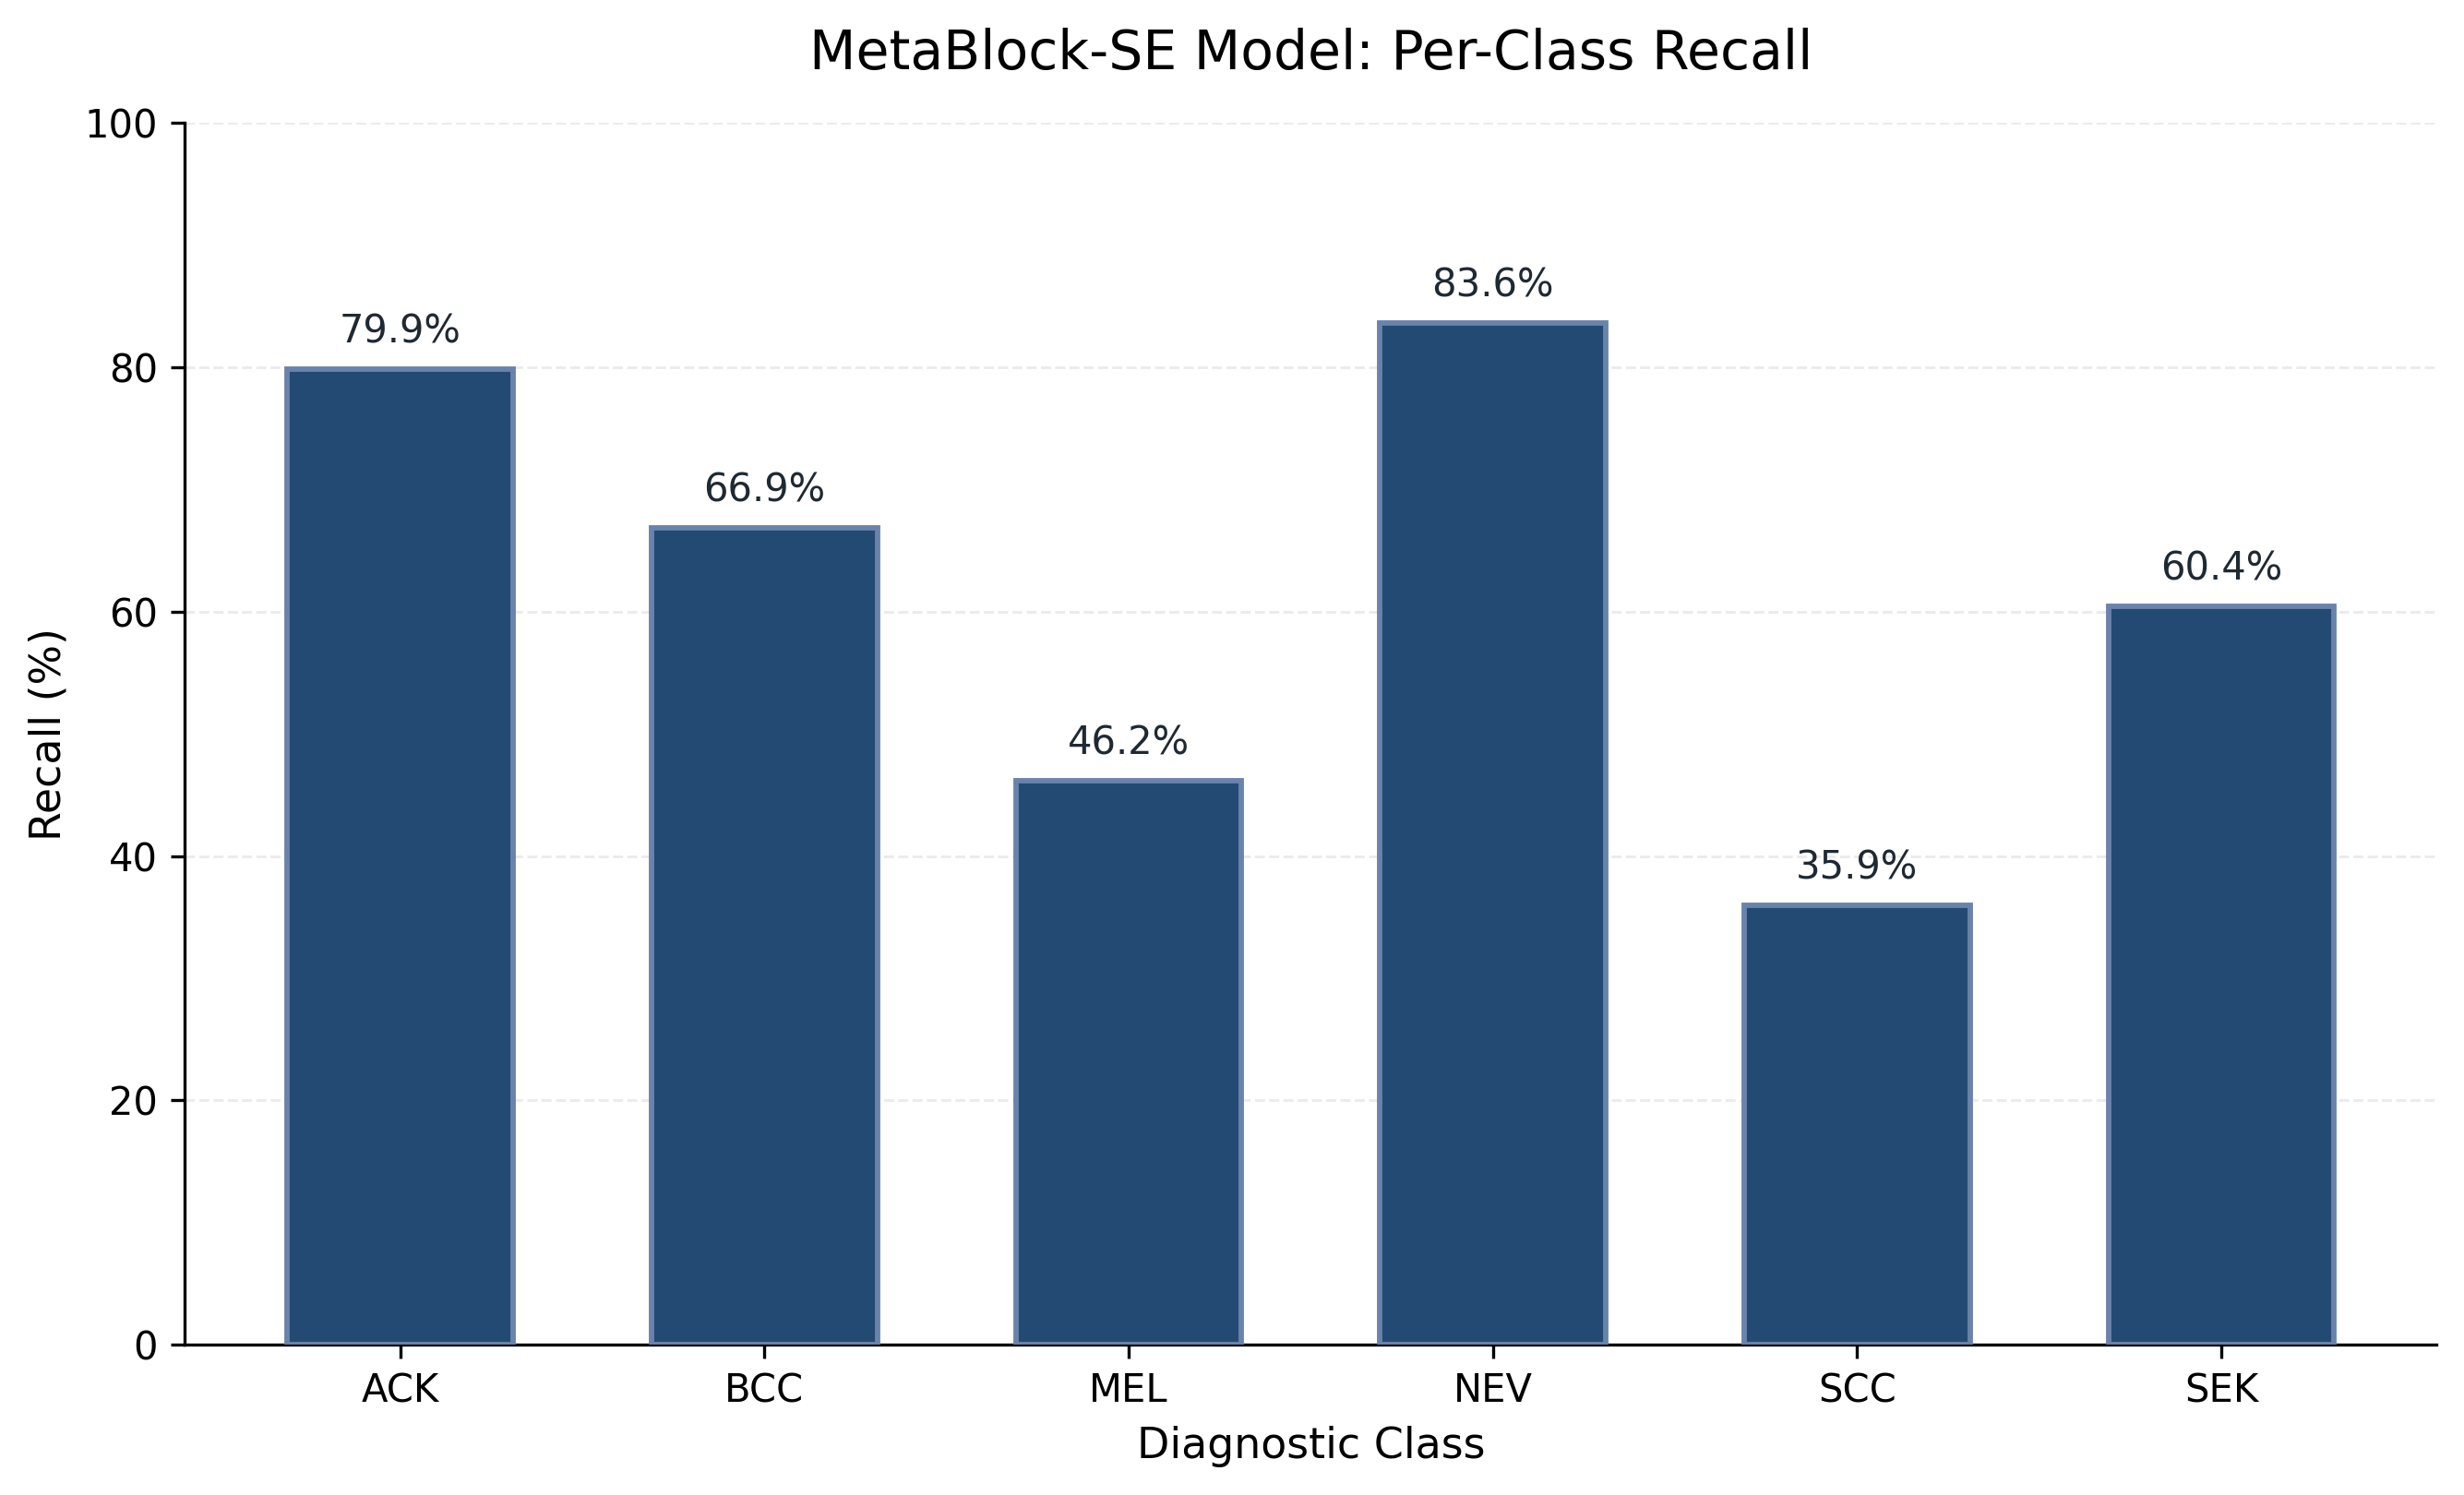 MetaBlock-SE Model: Per-Class Recall
Recall (%)
100
80
60
40
20
0
79.9%
66.9%
46.2%
83.6%
35.9%
60.4%
ACK
BCC
MEL
NEV
SCC
SEK
Diagnostic Class